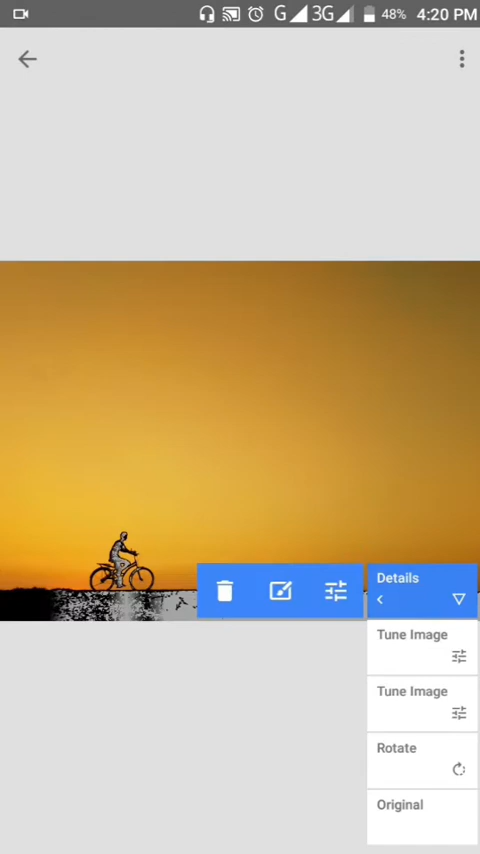 G 3G 48% 4:20 PM
Details
Tune Image
Tune Image
Rotate
Original